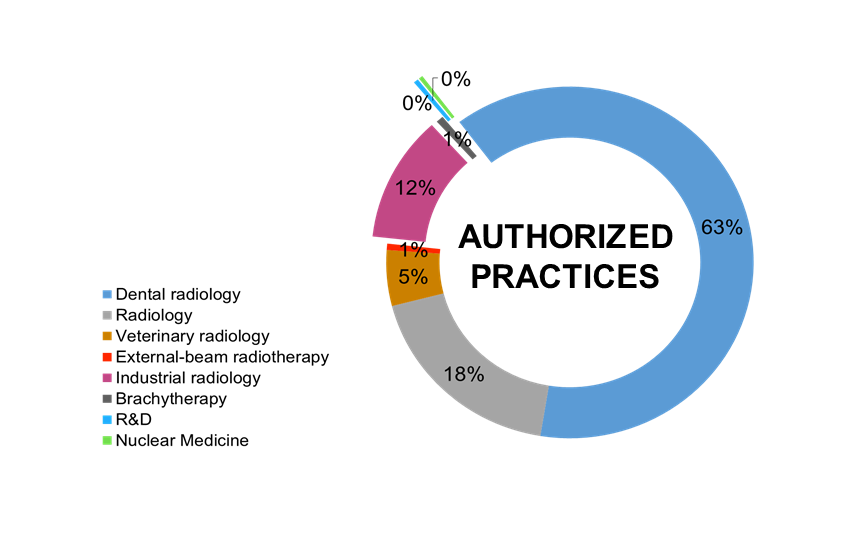 0%
0%
1%
12%
63%
AUTHORIZED
PRACTICES
1%
5%
18%
Dental radiology
Radiology
Veterinary radiology
External-beam radiotherapy
Industrial radiology
Brachytherapy
R&D
Nuclear Medicine